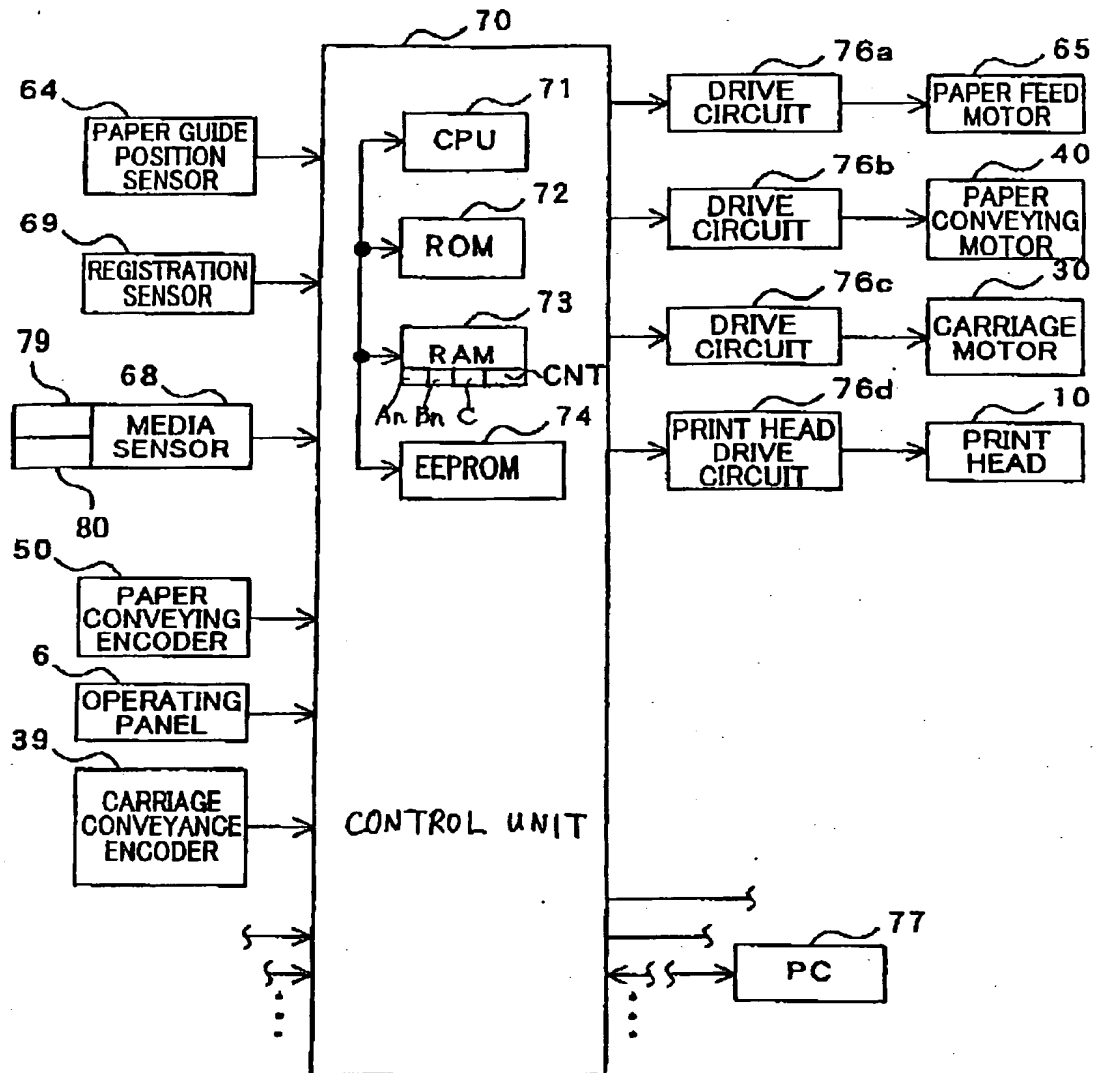 70
64
PAPER GUIDE
POSITION
SENSOR
69
REGISTRATION
SENSOR
79
68
MEDIA
SENSOR
80
50
PAPER
CONVEYING
ENCODER
6
OPERATING
PANEL
39
CARRIAGE
CONVEYANCE
ENCODER
71
CPU
72
ROM
73
RAM
An Bn C CNT
74
EEPROM
CONTROL UNIT
76a
DRIVE
CIRCUIT
65
PAPER FEED
MOTOR
76b
DRIVE
CIRCUIT
40
PAPER
CONVEYING
MOTOR
76c
DRIVE
CIRCUIT
30
CARRIAGE
MOTOR
76d
PRINT HEAD
DRIVE
CIRCUIT
10
PRINT
HEAD
77
PC